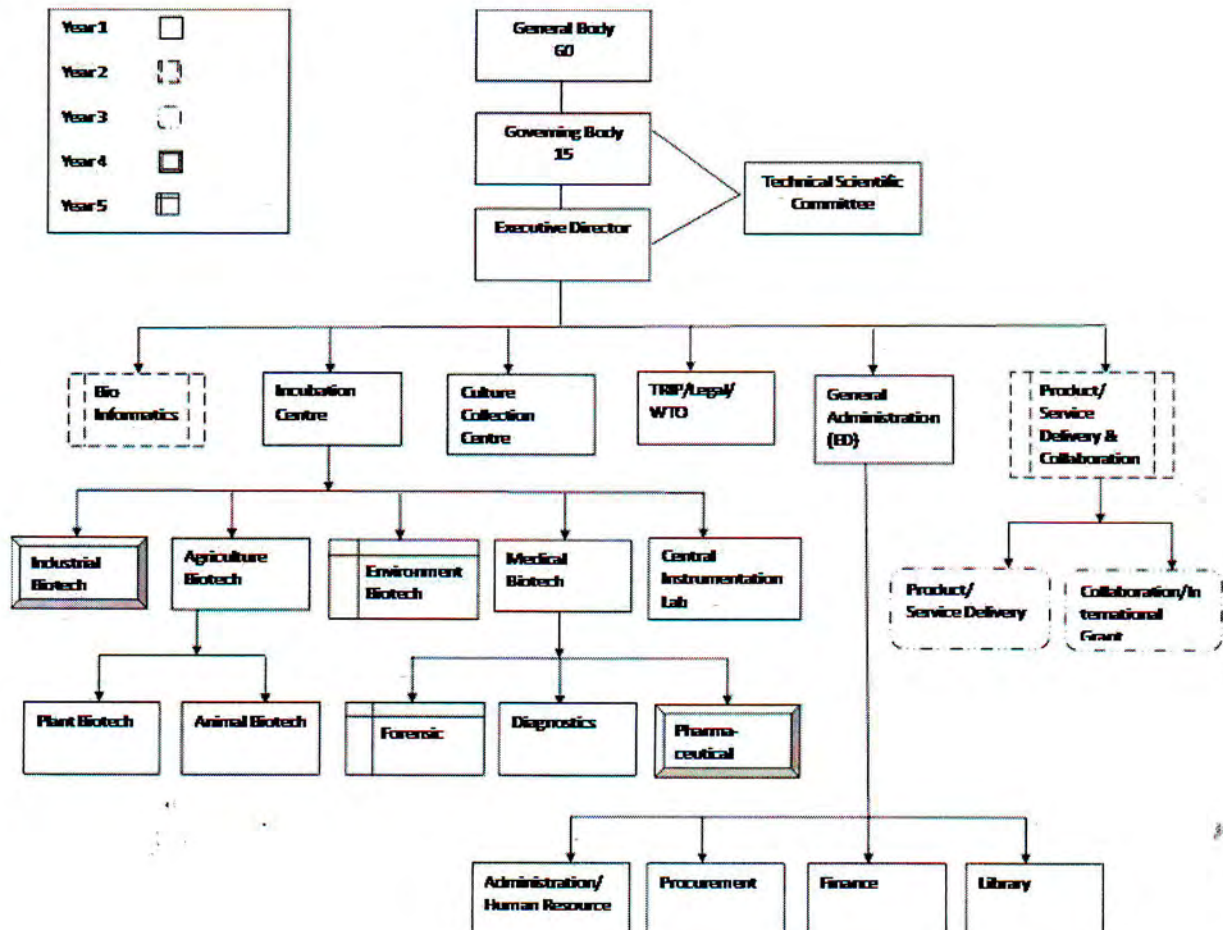 Year 1
Year 2
Year 3
Year 4
Year 5
General Body
60
Governing Body
15
Technical Scientific
Committee
Executive Director
Bio
Informatics
Incubation
Centre
Culture
Collection
Centre
TRIP/Legal/
WTO
General
Administration
(ED)
Product/
Service
Delivery &
Collaboration
Industrial
Biotech
Agriculture
Biotech
Environment
Biotech
Medical
Biotech
Central
Instrumentation
Lab
Product/
Service Delivery
Collaboration/In
ternational
Grant
Plant Biotech
Animal Biotech
Forensic
Diagnostics
Pharma-
ceutical
Administration/
Human Resource
Procurement
Finance
Library